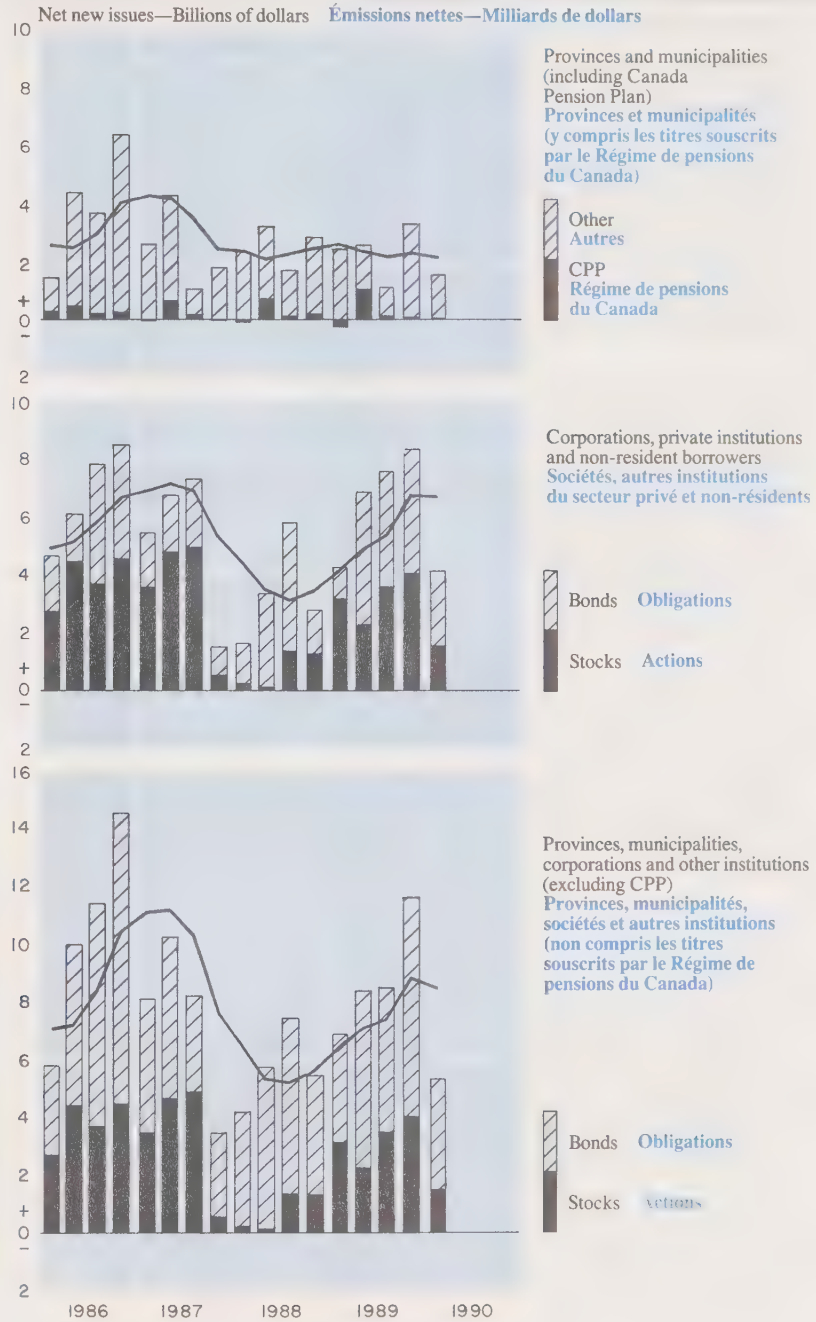 Net new issues—Billions of dollars Émissions nettes—Milliards de dollars
10
8
6
4
2
+
0
−
2
Provinces and municipalities
(including Canada
Pension Plan)
Provinces et municipalités
(y compris les titres souscrits
par le Régime de pensions
du Canada)
Other
Autres
CPP
Régime de pensions
du Canada
10
8
6
4
2
+
0
−
2
Corporations, private institutions
and non-resident borrowers
Sociétés, autres institutions
du secteur privé et non-résidents
Bonds Obligations
Stocks Actions
16
14
12
10
8
6
4
2
+
0
−
2
Provinces, municipalities,
corporations and other institutions
(excluding CPP)
Provinces, municipalités,
sociétés et autres institutions
(non compris les titres
souscrits par le Régime de
pensions du Canada)
Bonds Obligations
Stocks Actions
1986 1987 1988 1989 1990